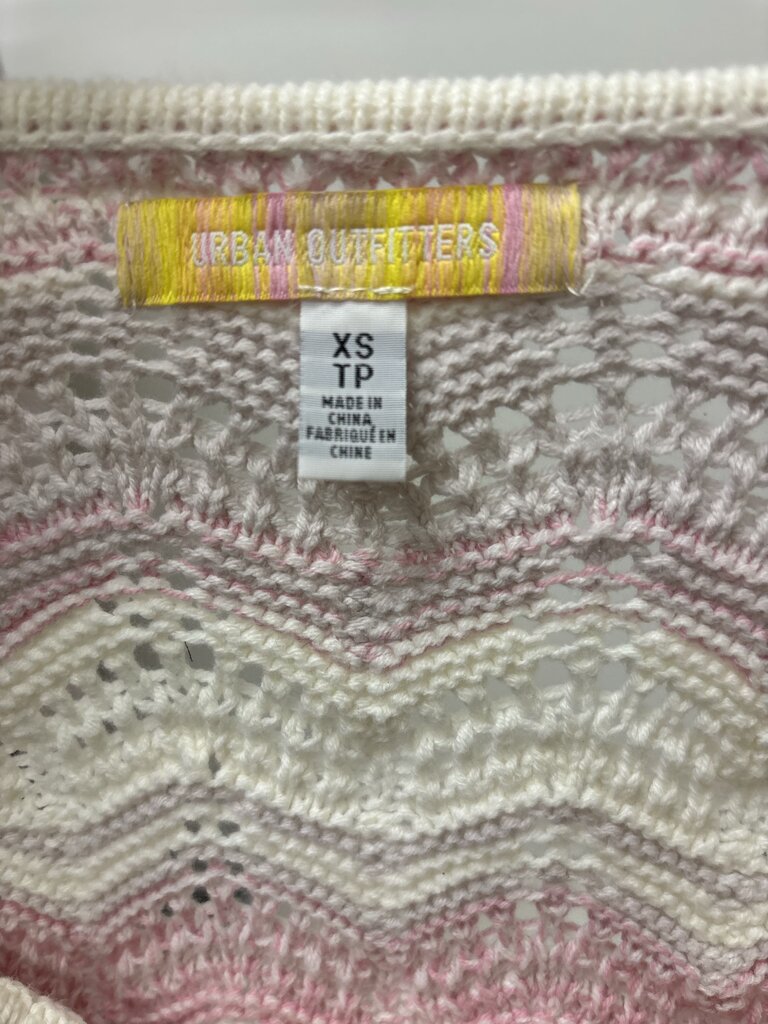 URBAN OUTFITTERS
XS
TP
MADE IN
CHINA
FABRIQUÉ EN
CHINE